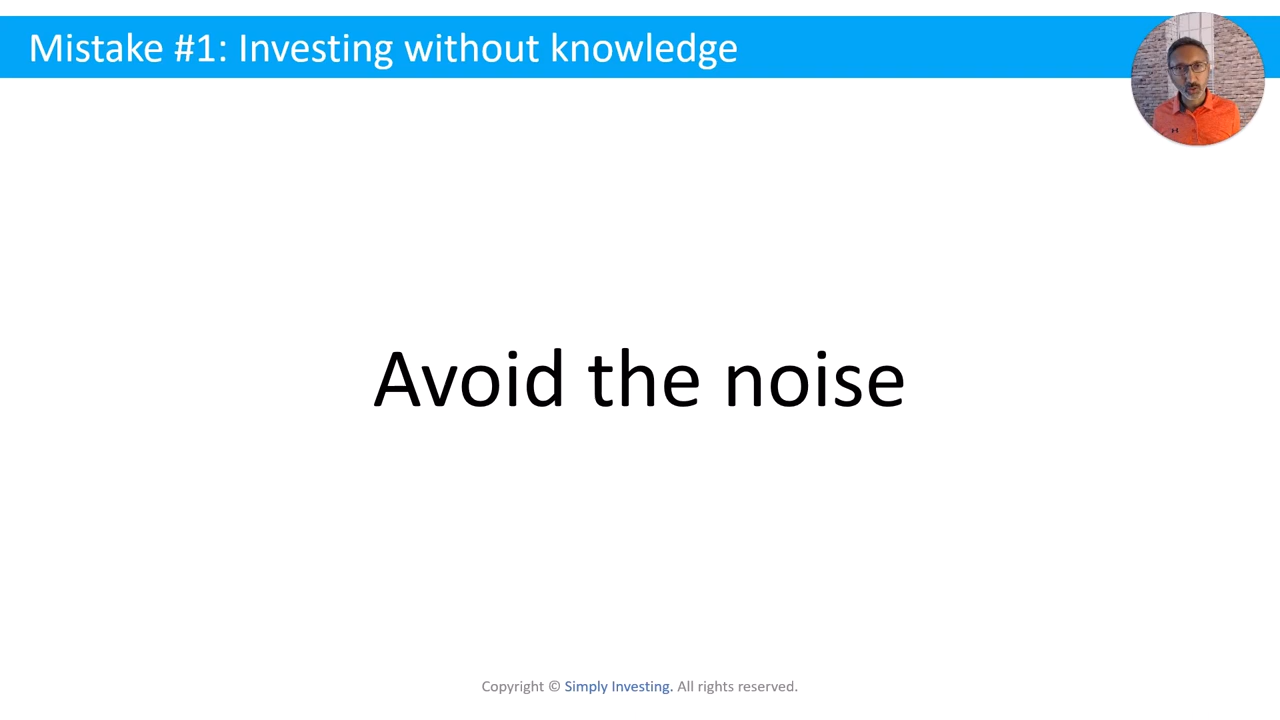 Mistake #1: Investing without knowledge
Avoid the noise
Copyright © Simply Investing. All rights reserved.